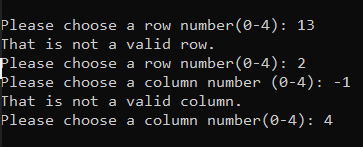 Please choose a row number(0-4): 13
That is not a valid row.
Please choose a row number(0-4): 2
Please choose a column number (0-4): -1
That is not a valid column.
Please choose a column number(0-4): 4